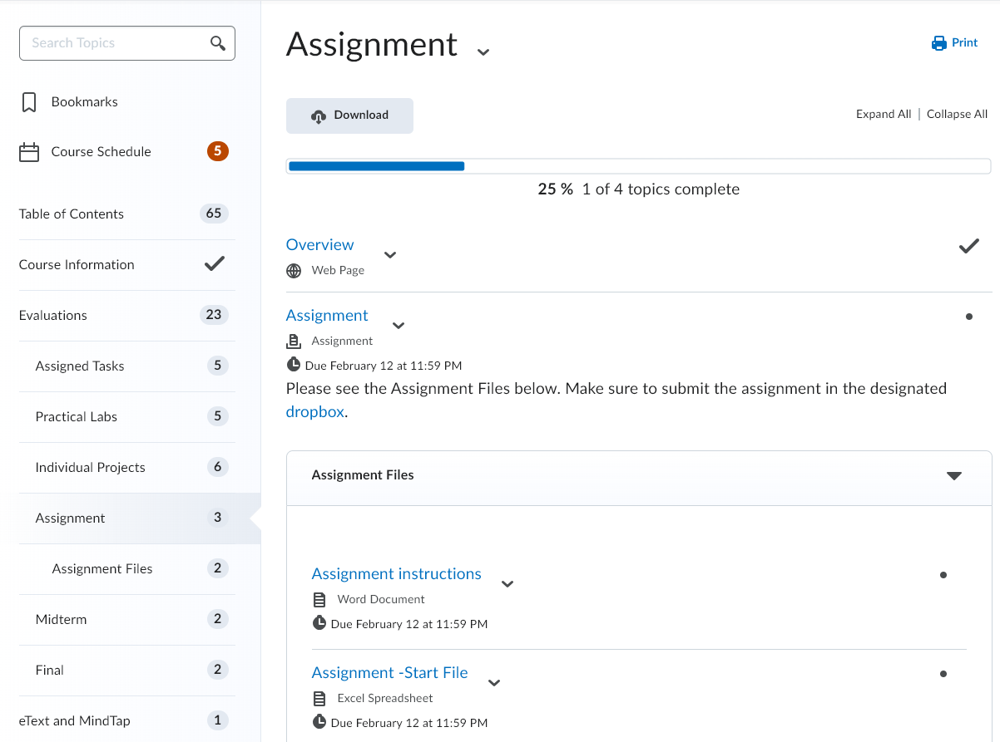 Search Topics
Bookmarks
Course Schedule 5
Table of Contents 65
Course Information
Evaluations 23
Assigned Tasks 5
Practical Labs 5
Individual Projects 6
Assignment 3
Assignment Files 2
Midterm 2
Final 2
eText and MindTap 1
Assignment
Print
Download
Expand All | Collapse All
25 % 1 of 4 topics complete
Overview
Web Page
Assignment
Assignment
Due February 12 at 11:59 PM
Please see the Assignment Files below. Make sure to submit the assignment in the designated
dropbox.
Assignment Files
Assignment instructions
Word Document
Due February 12 at 11:59 PM
Assignment -Start File
Excel Spreadsheet
Due February 12 at 11:59 PM